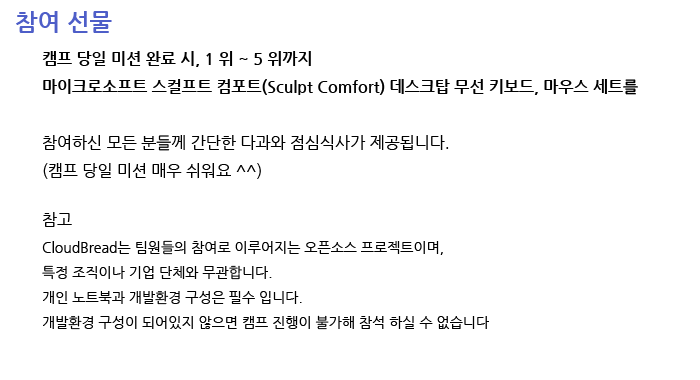 참여 선물
캠프 당일 미션 완료 시, 1 위 ~ 5 위까지
마이크로소프트 스컬프트 컴포트(Sculpt Comfort) 데스크탑 무선 키보드, 마우스 세트를
참여하신 모든 분들께 간단한 다과와 점심식사가 제공됩니다.
(캠프 당일 미션 매우 쉬워요 ^^)
참고
CloudBread는 팀원들의 참여로 이루어지는 오픈소스 프로젝트이며,
특정 조직이나 기업 단체와 무관합니다.
개인 노트북과 개발환경 구성은 필수 입니다.
개발환경 구성이 되어있지 않으면 캠프 진행이 불가해 참석 하실 수 없습니다